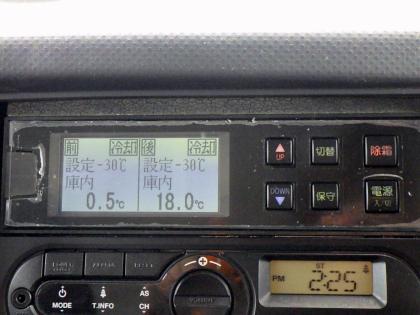 前 冷却 後 冷却
設定-30℃ 設定-30℃
庫内 庫内
0.5℃ 18.0℃
UP
切替
除霜
DOWN
保守
電源
入/切
ST
PM 2:25
AS
MODE T.INFO CH